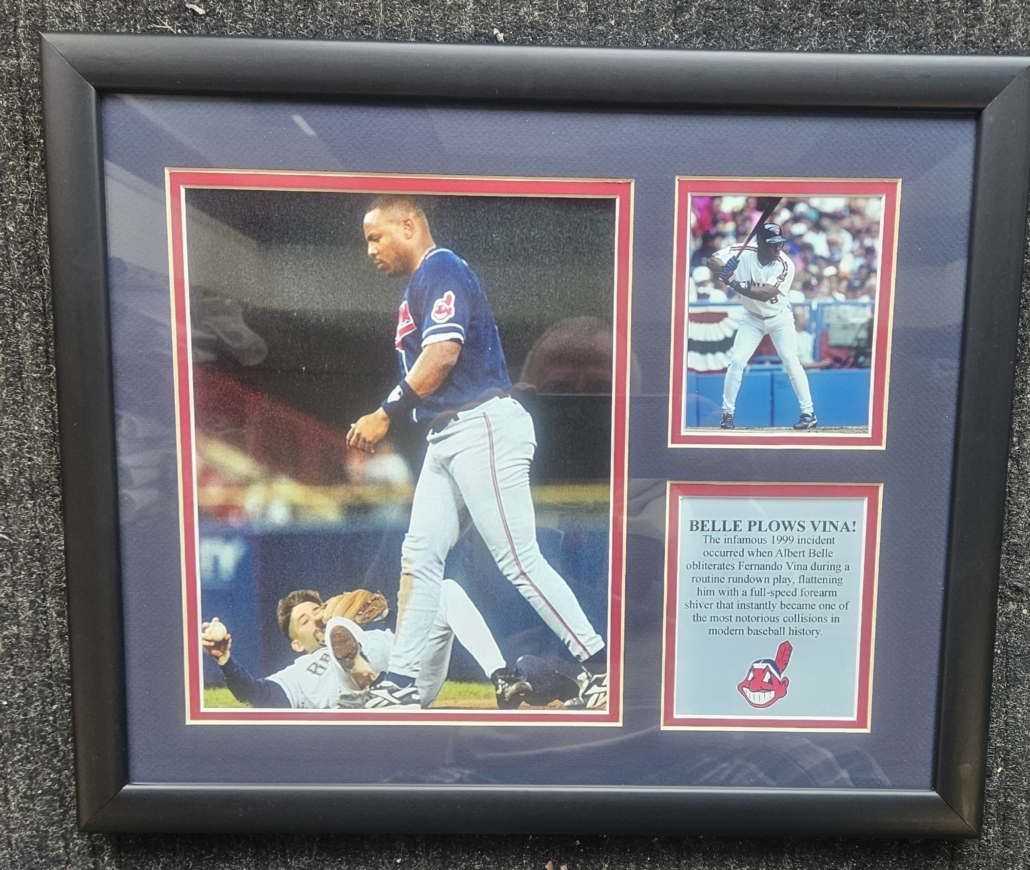 BELLE PLOWS VINA!
The infamous 1999 incident
occurred when Albert Belle
obliterates Fernando Vina during a
routine rundown play, flattening
him with a full-speed forearm
shiver that instantly became one of
the most notorious collisions in
modern baseball history.